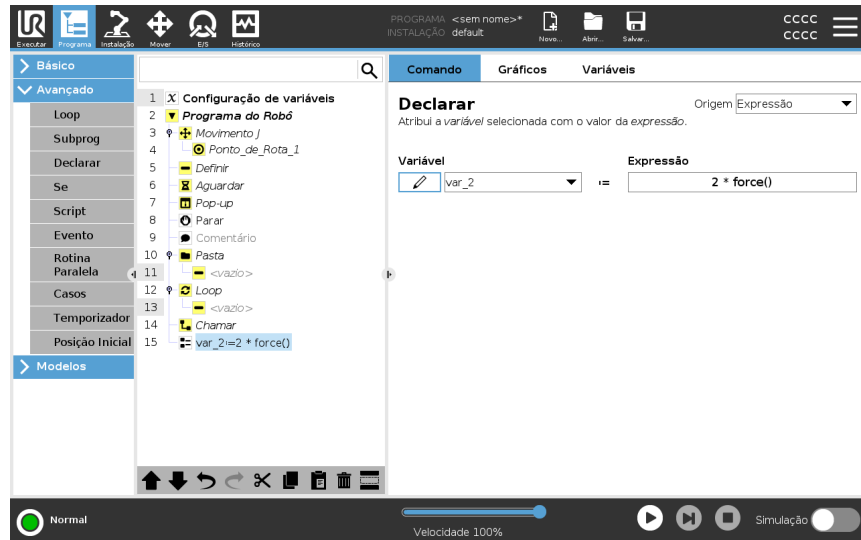 PROGRAMA <sem nome>*
INSTALAÇÃO default
CCCC
CCCC
Executar Programa Instalação Mover E/S Histórico Novo... Abrir... Salvar...
Básico
Avançado
Loop
Subprog
Declarar
Se
Script
Evento
Rotina
Paralela
Casos
Temporizador
Posição Inicial
Modelos
1 X Configuração de variáveis
2 Programa do Robô
3 Movimento J
4 Ponto_de_Rota_1
5 Definir
6 Aguardar
7 Pop-up
8 Parar
9 Comentário
10 Pasta
11 <vazio>
12 Loop
13 <vazio>
14 Chamar
15 var_2:=2 * force()
Comando Gráficos Variáveis
Declarar
Origem Expressão
Atribui a variável selecionada com o valor da expressão.
Variável Expressão
var_2 := 2 * force()
Normal
Velocidade 100%
Simulação